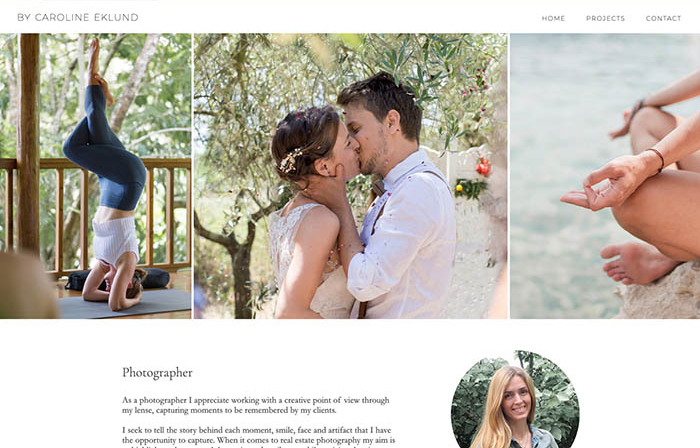 BY CAROLINE EKLUND
HOME PROJECTS CONTACT
Photographer
As a photographer I appreciate working with a creative point of view through
my lense, capturing moments to be remembered by my clients.
I seek to tell the story behind each moment, smile, face and artifact that I have
the opportunity to capture. When it comes to real estate photography my aim is